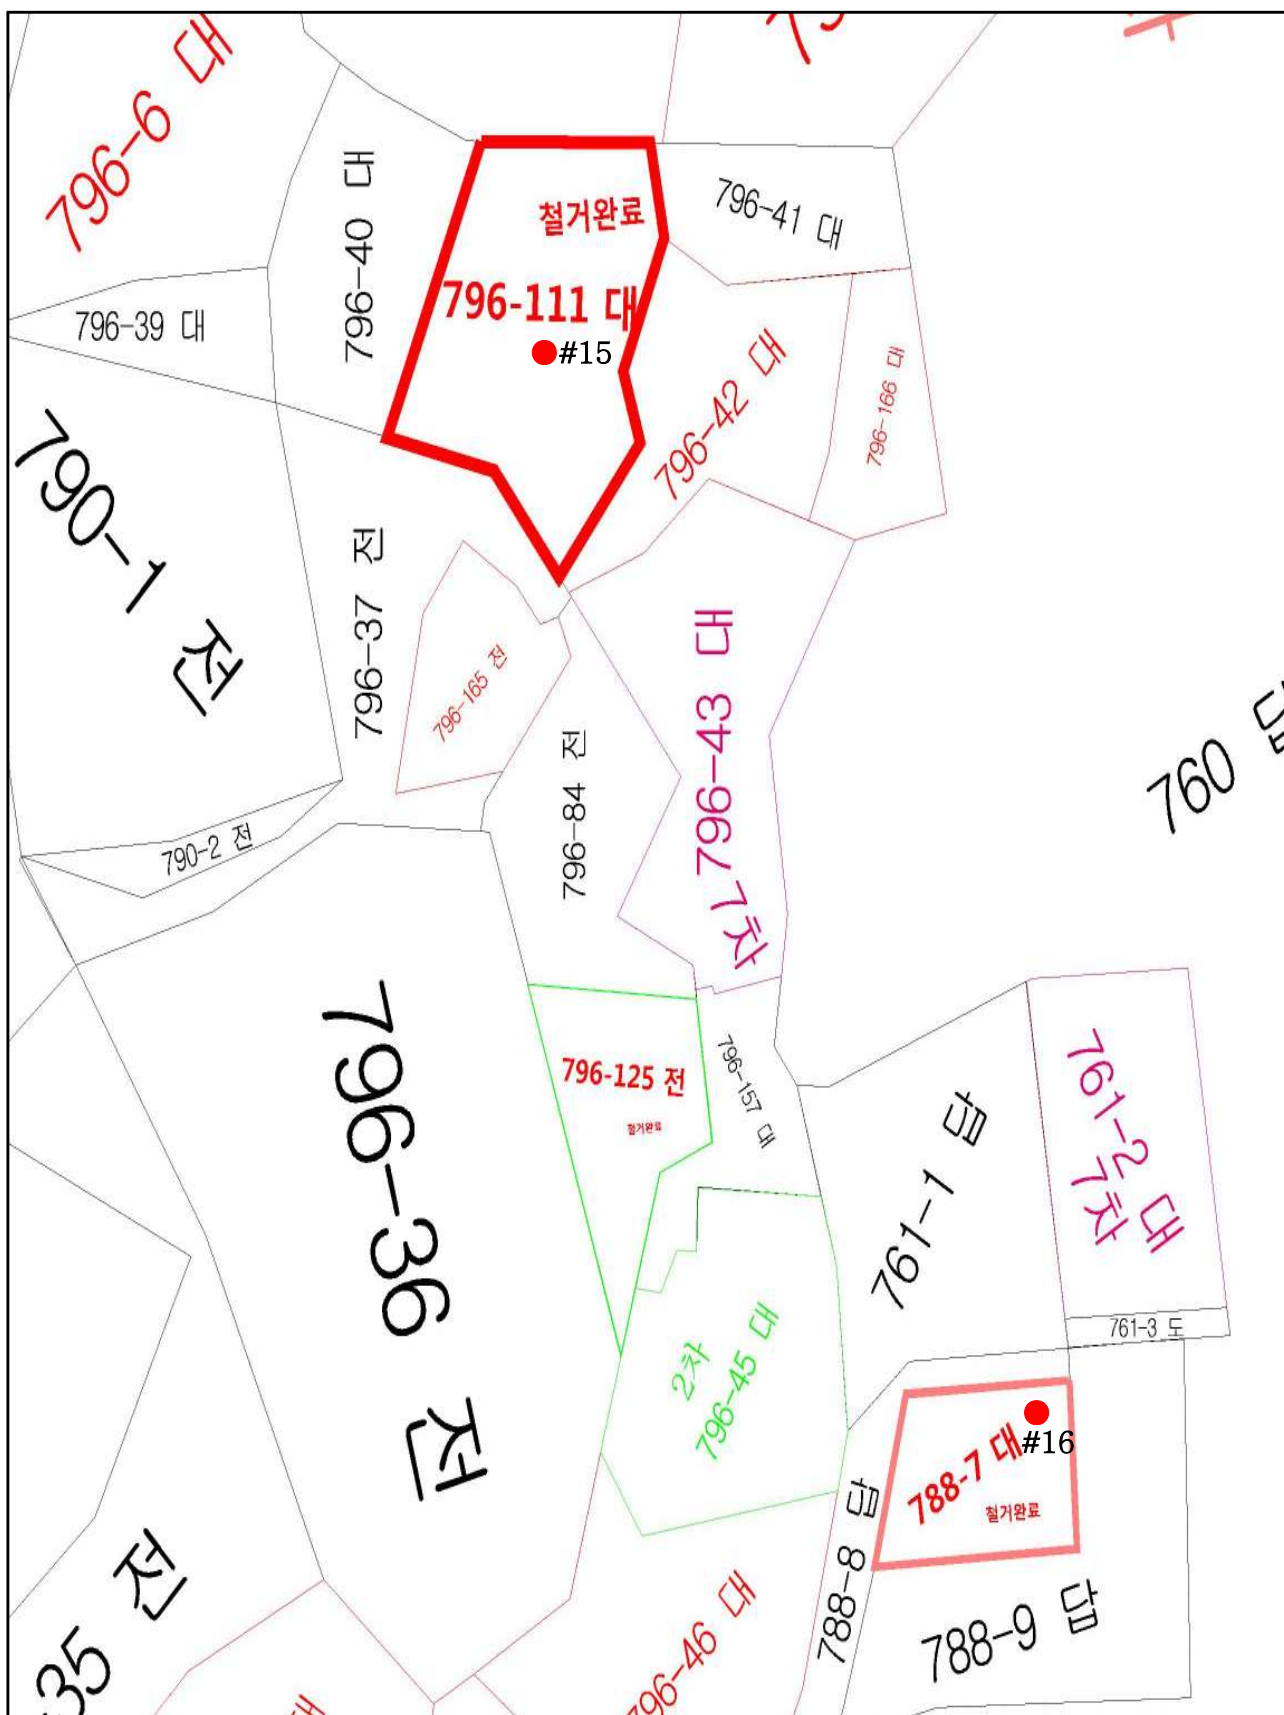 796-6 대
796-40 대
철거완료
796-111 대
#15
796-41 대
796-39 대
796-42 대
796-166 대
790-1 전
796-37 전
796-165 전
796-43 대
7차
796-84 전
760 답
790-2 전
796-36 전
796-125 전
철거완료
796-157 대
761-1 답
761-2 대
7차
761-3 도
2차
796-45 대
#16
788-7 대
철거완료
788-8 답
788-9 답
35 전
796-46 대